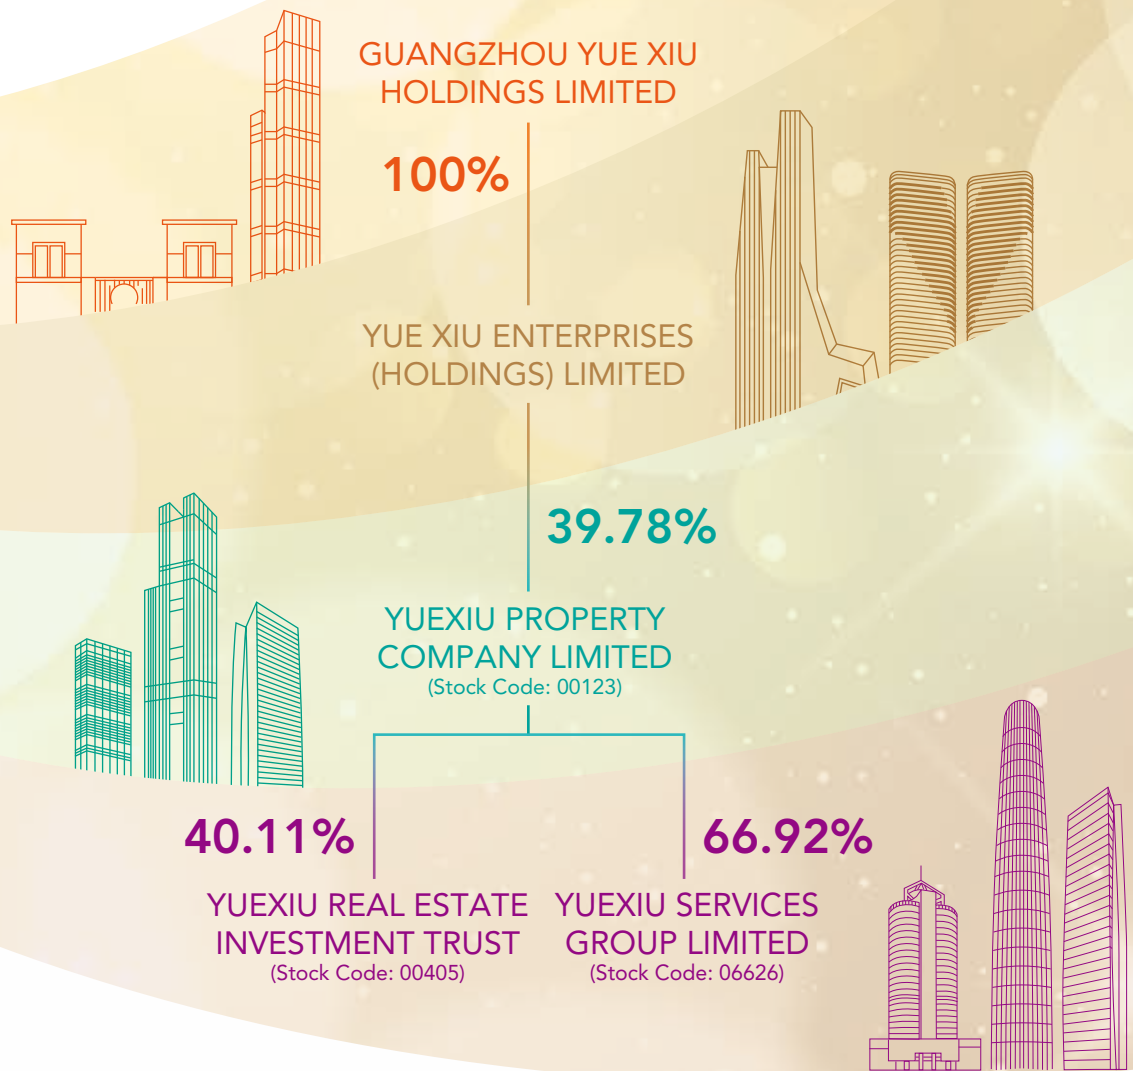 GUANGZHOU YUE XIU
HOLDINGS LIMITED
100%
YUE XIU ENTERPRISES
(HOLDINGS) LIMITED
39.78%
YUEXIU PROPERTY
COMPANY LIMITED
(Stock Code: 00123)
40.11%
YUEXIU REAL ESTATE
INVESTMENT TRUST
(Stock Code: 00405)
66.92%
YUEXIU SERVICES
GROUP LIMITED
(Stock Code: 06626)